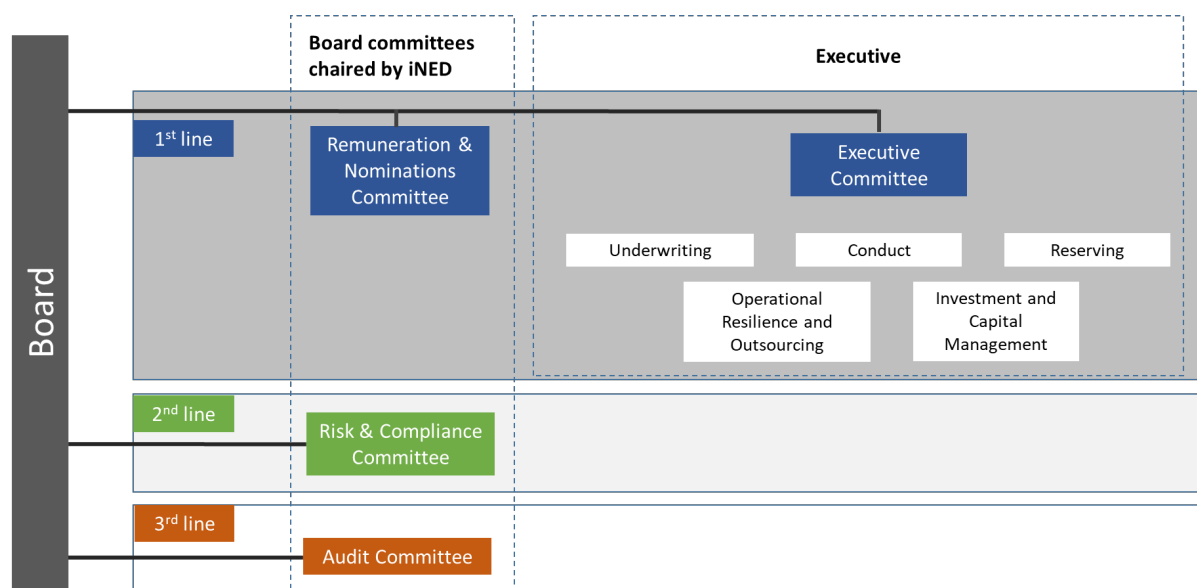 Board committees
chaired by iNED
Executive
Board
1st line
Remuneration &
Nominations
Committee
Executive
Committee
Underwriting
Conduct
Reserving
Operational
Resilience and
Outsourcing
Investment and
Capital
Management
2nd line
Risk & Compliance
Committee
3rd line
Audit Committee